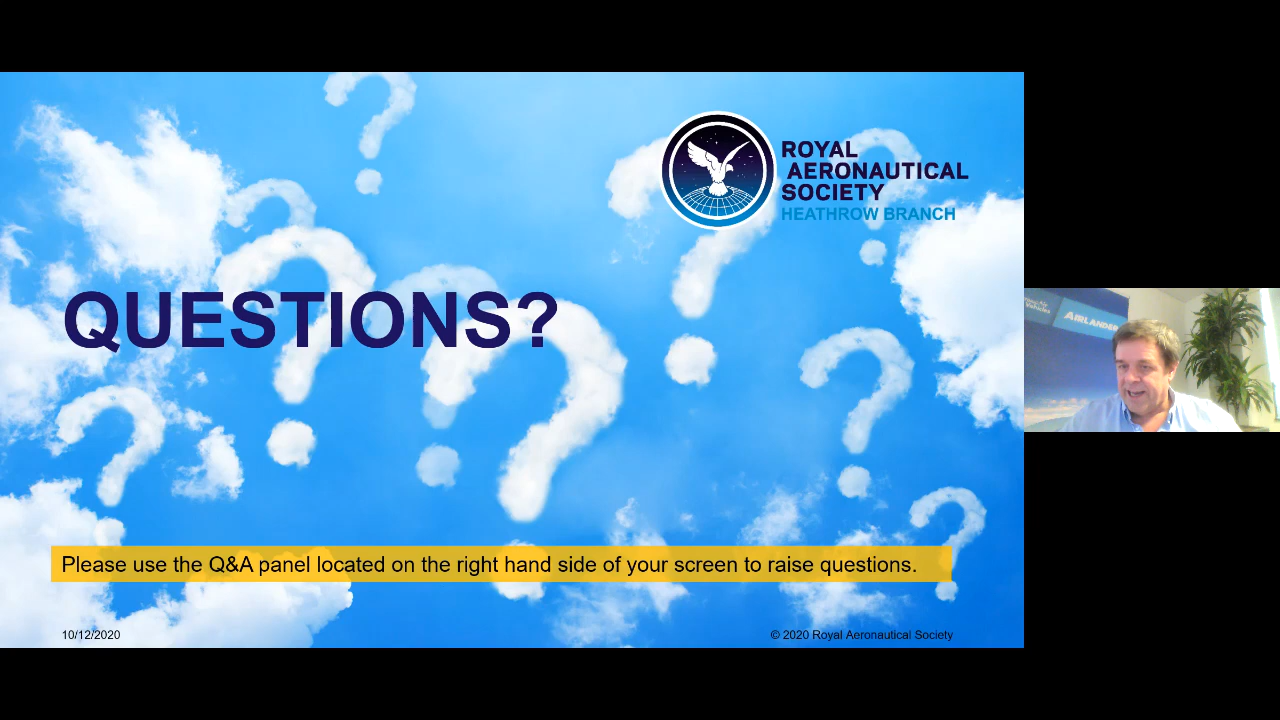 ROYAL
AERONAUTICAL
SOCIETY
HEATHROW BRANCH
QUESTIONS?
Please use the Q&A panel located on the right hand side of your screen to raise questions.
10/12/2020
© 2020 Royal Aeronautical Society
Vehicles
AIRLANDER